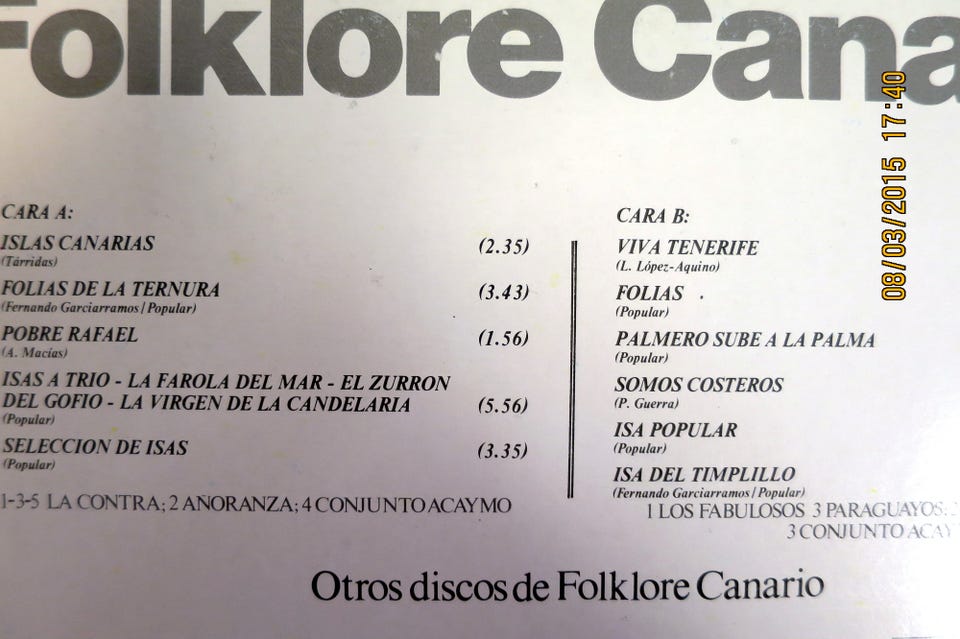 Folklore Cana
08/03/2015 17:40
CARA A:
ISLAS CANARIAS (2.35)
(Tárridas)
FOLIAS DE LA TERNURA (3.43)
(Fernando Garciarramos/Popular)
POBRE RAFAEL (1.56)
(A. Macías)
ISAS A TRIO - LA FAROLA DEL MAR - EL ZURRON
DEL GOFIO - LA VIRGEN DE LA CANDELARIA (5.56)
(Popular)
SELECCION DE ISAS (3.35)
(Popular)
1-3-5 LA CONTRA; 2 AÑORANZA; 4 CONJUNTO ACAYMO
CARA B:
VIVA TENERIFE
(L. López-Aquino)
FOLIAS
(Popular)
PALMERO SUBE A LA PALMA
(Popular)
SOMOS COSTEROS
(P. Guerra)
ISA POPULAR
(Popular)
ISA DEL TIMPLILLO
(Fernando Garciarramos/Popular)
1 LOS FABULOSOS 3 PARAGUAYOS;
3 CONJUNTO ACAY
Otros discos de Folklore Canario